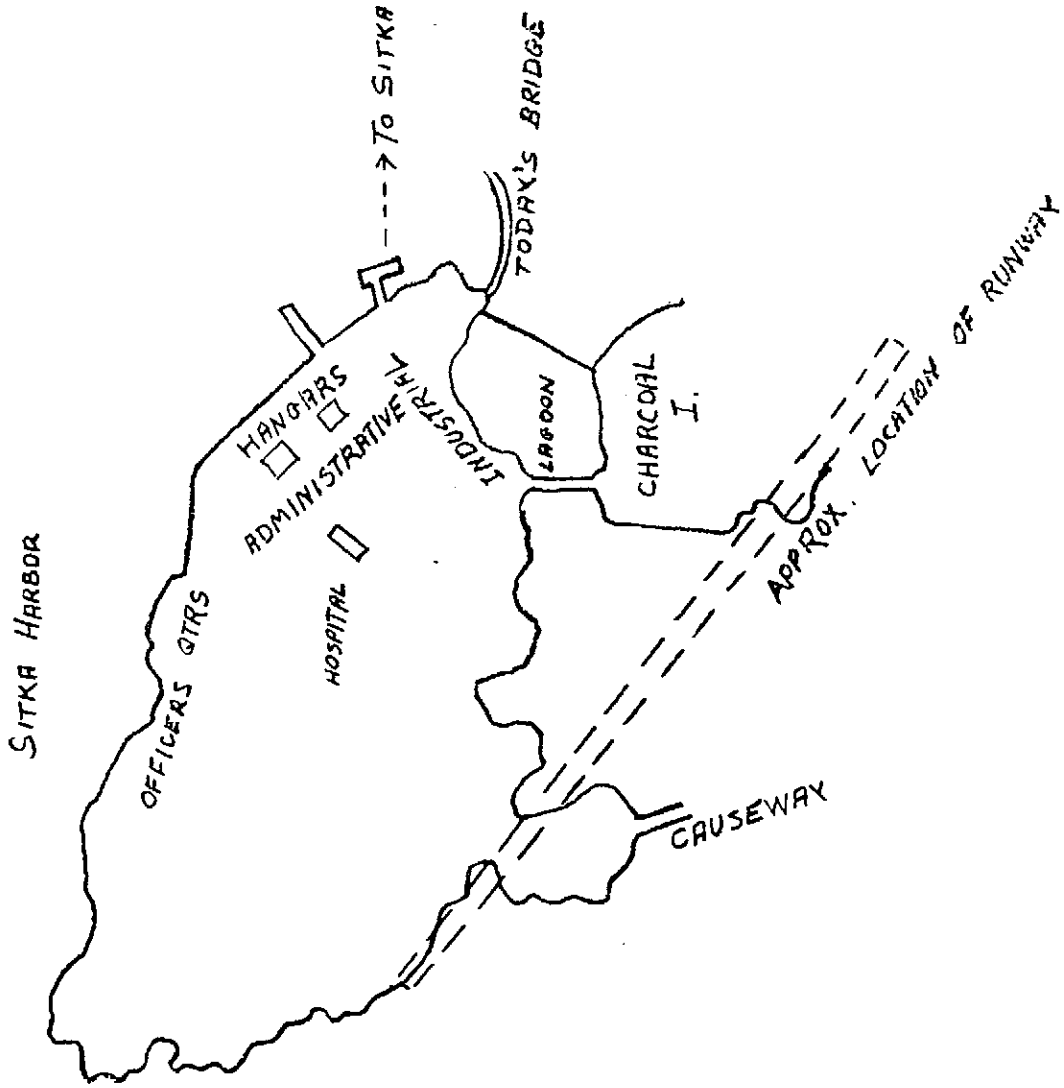 SITKA HARBOR
----> TO SITKA
TODAY'S BRIDGE
HANGARS
ADMINISTRATIVE
INDUSTRIAL
LAGOON
CHARCOAL
I.
OFFICERS QTRS
HOSPITAL
APPROX. LOCATION OF RUNWAY
CAUSEWAY